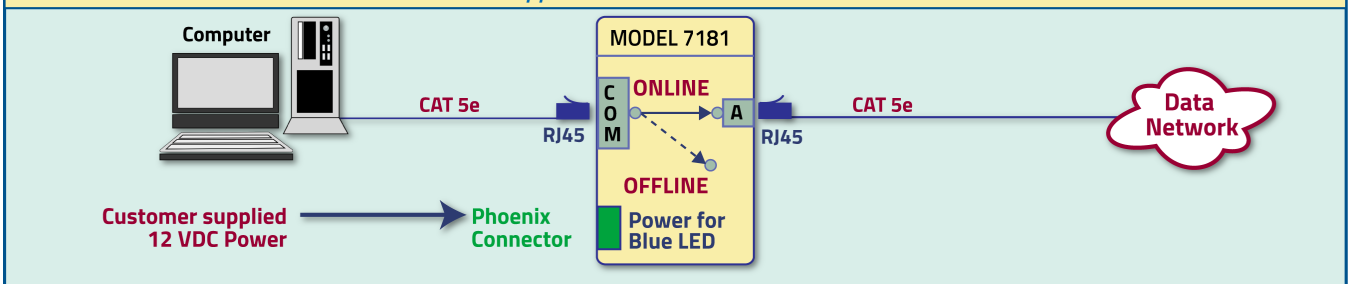 Computer
CAT 5e
RJ45
MODEL 7181
C
O
M
ONLINE
A
OFFLINE
RJ45
CAT 5e
Data
Network
Customer supplied
12 VDC Power
Phoenix
Connector
Power for
Blue LED